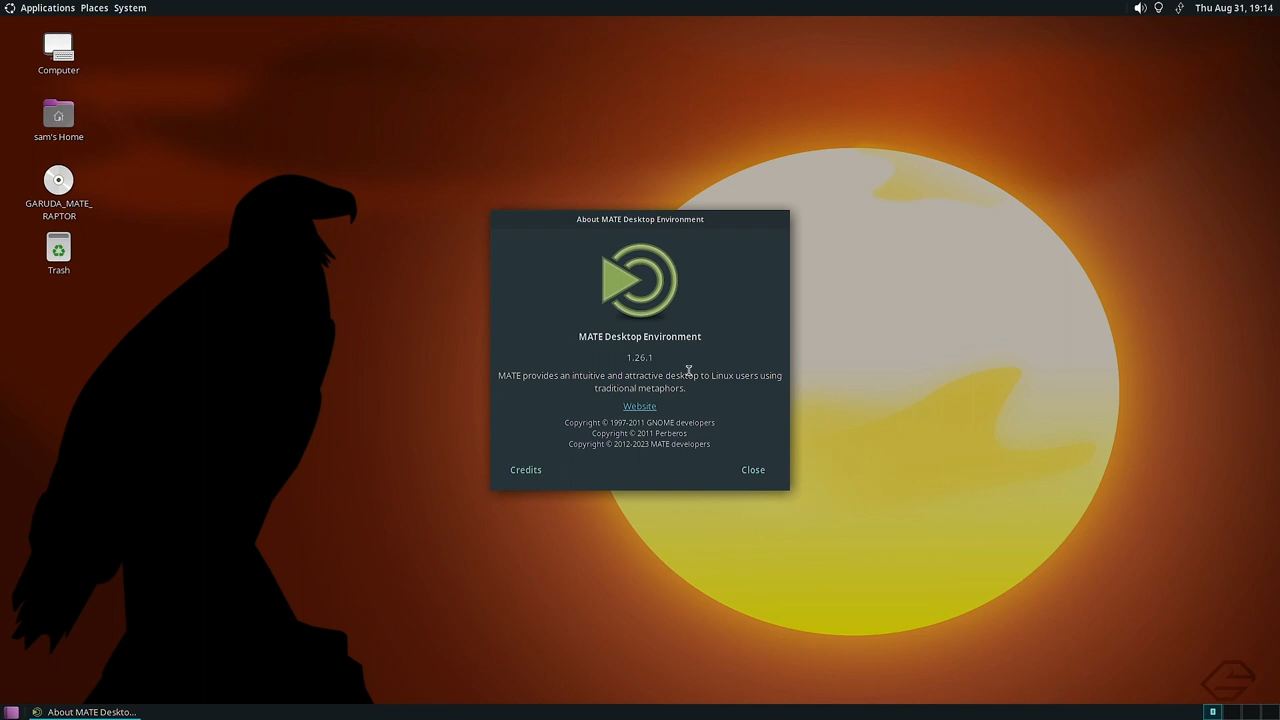 Applications Places System
Thu Aug 31, 19:14
Computer
sam's Home
GARUDA_MATE_
RAPTOR
Trash
About MATE Desktop Environment
MATE Desktop Environment
1.26.1
MATE provides an intuitive and attractive desktop to Linux users using
traditional metaphors.
Website
Copyright © 1997-2011 GNOME developers
Copyright © 2011 Perberos
Copyright © 2012-2023 MATE developers
Credits Close
About MATE Deskto...